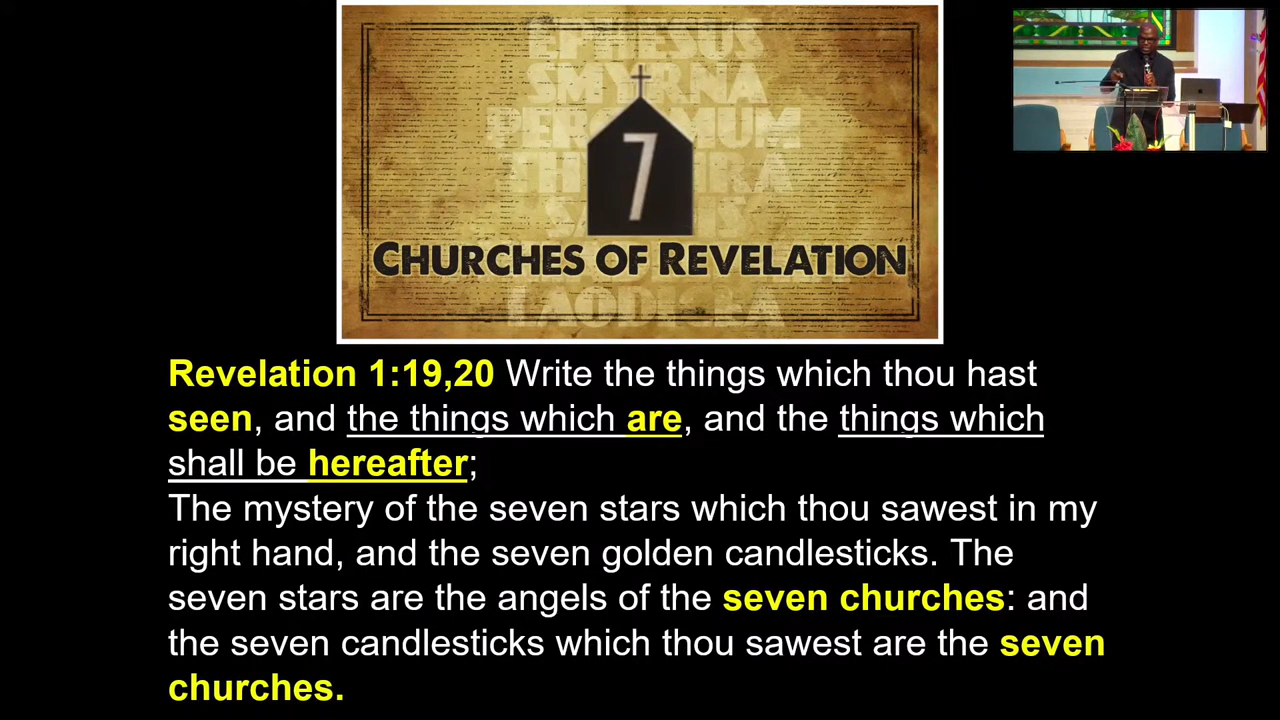 EPHESUS
SMYRNA
7
CHURCHES OF REVELATION
LAODICEA
Revelation 1:19,20 Write the things which thou hast
seen, and the things which are, and the things which
shall be hereafter;
The mystery of the seven stars which thou sawest in my
right hand, and the seven golden candlesticks. The
seven stars are the angels of the seven churches: and
the seven candlesticks which thou sawest are the seven
churches.